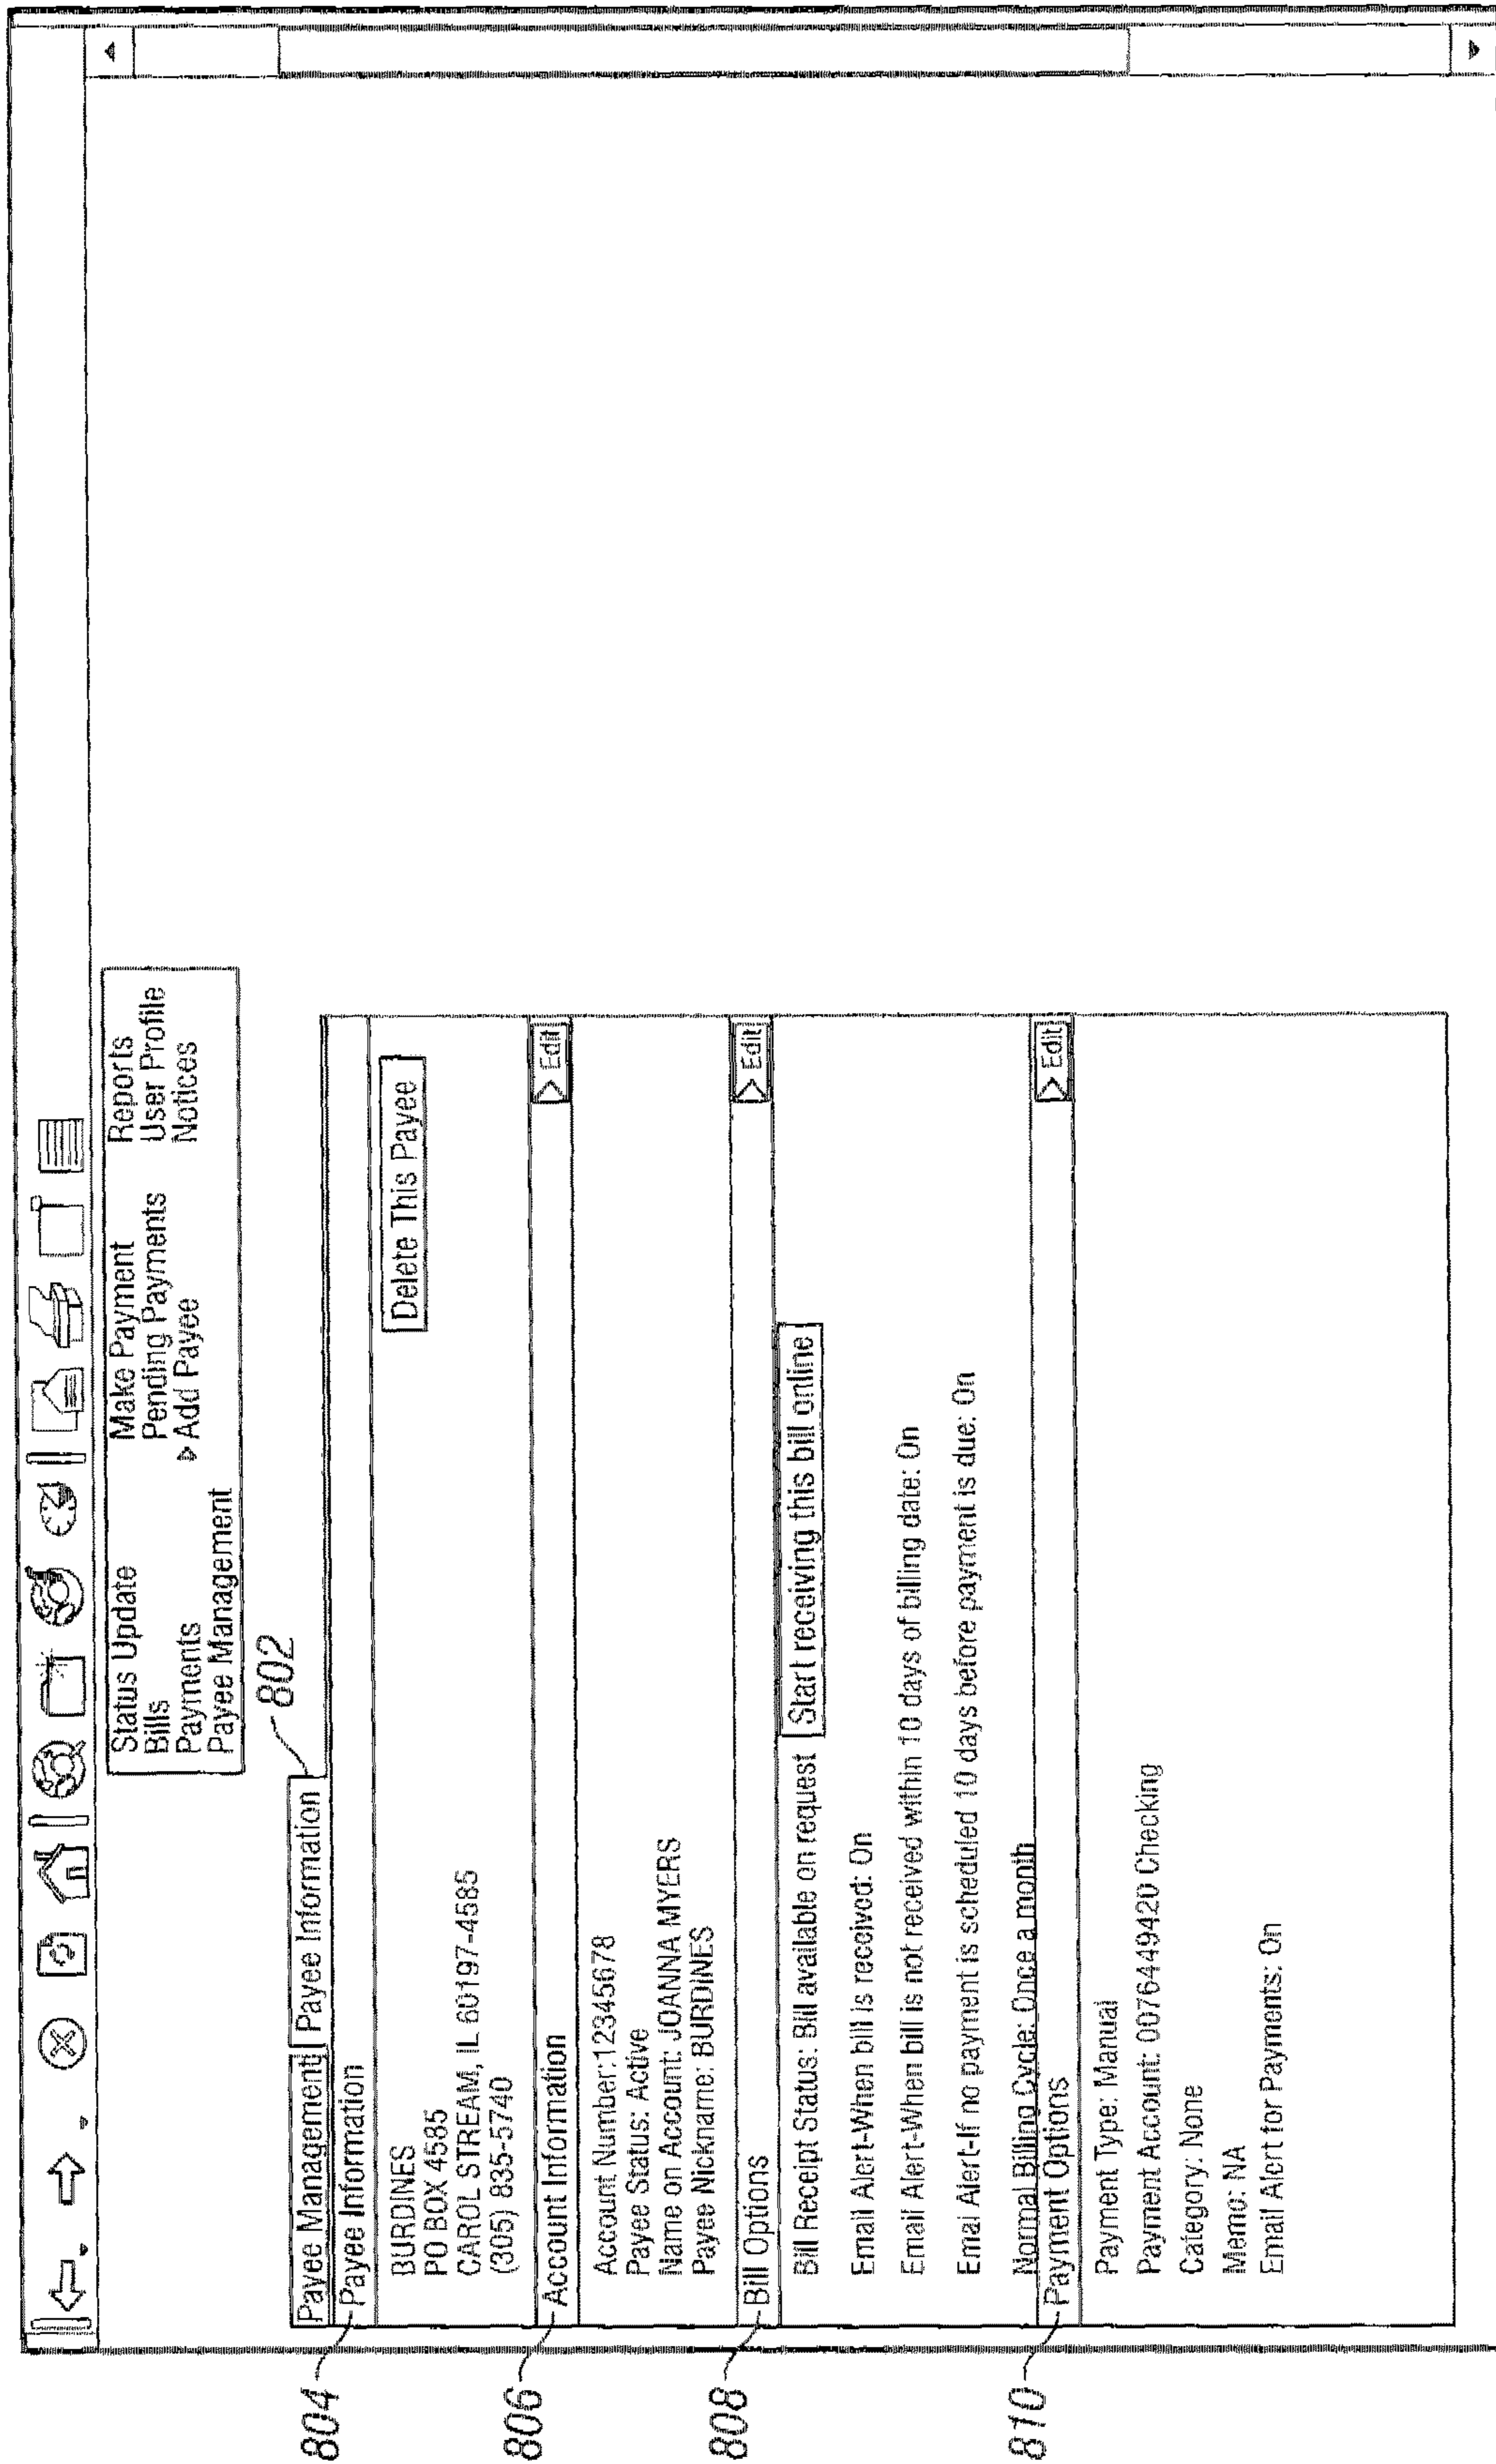 Status Update
Bills
Payments
Payee Management
Make Payment
Pending Payments
Add Payee
Reports
User Profile
Notices
802
Payee Management
Payee Information
804
Payee Information
BURDINES
PO BOX 4585
CAROL STREAM, IL 60197-4585
(305) 835-5740
Delete This Payee
806
Account Information
Edit
Account Number:12345678
Payee Status: Active
Name on Account: JOANNA MYERS
Payee Nickname: BURDINES
808
Bill Options
Edit
Bill Receipt Status: Bill available on request
Start receiving this bill online
Email Alert-When bill is received: On
Email Alert-When bill is not received within 10 days of billing date: On
Emal Alert-If no payment is scheduled 10 days before payment is due: On
Normal Billing Cycle: Once a month
810
Payment Options
Edit
Payment Type: Manual
Payment Account: 0076449420 Checking
Category: None
Memo: NA
Email Alert for Payments: On